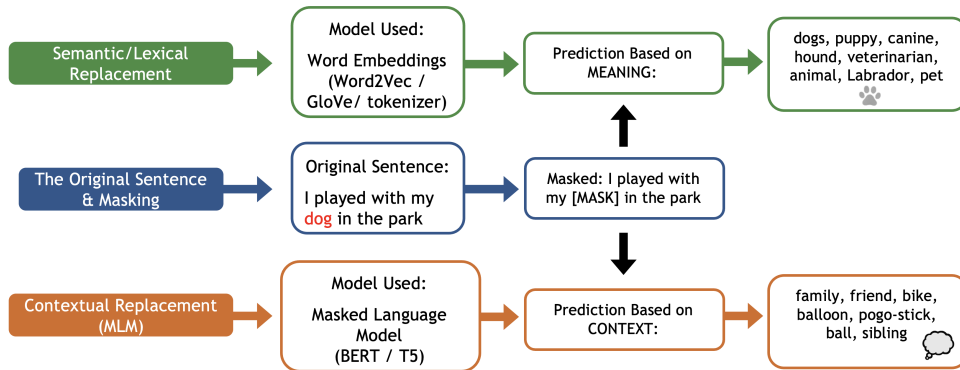 Semantic/Lexical
Replacement
Model Used:
Word Embeddings
(Word2Vec /
GloVe/ tokenizer)
Prediction Based on
MEANING:
dogs, puppy, canine,
hound, veterinarian,
animal, Labrador, pet
The Original Sentence
& Masking
Original Sentence:
I played with my
dog in the park
Masked: I played with
my [MASK] in the park
Contextual Replacement
(MLM)
Model Used:
Masked Language
Model
(BERT / T5)
Prediction Based on
CONTEXT:
family, friend, bike,
balloon, pogo-stick,
ball, sibling